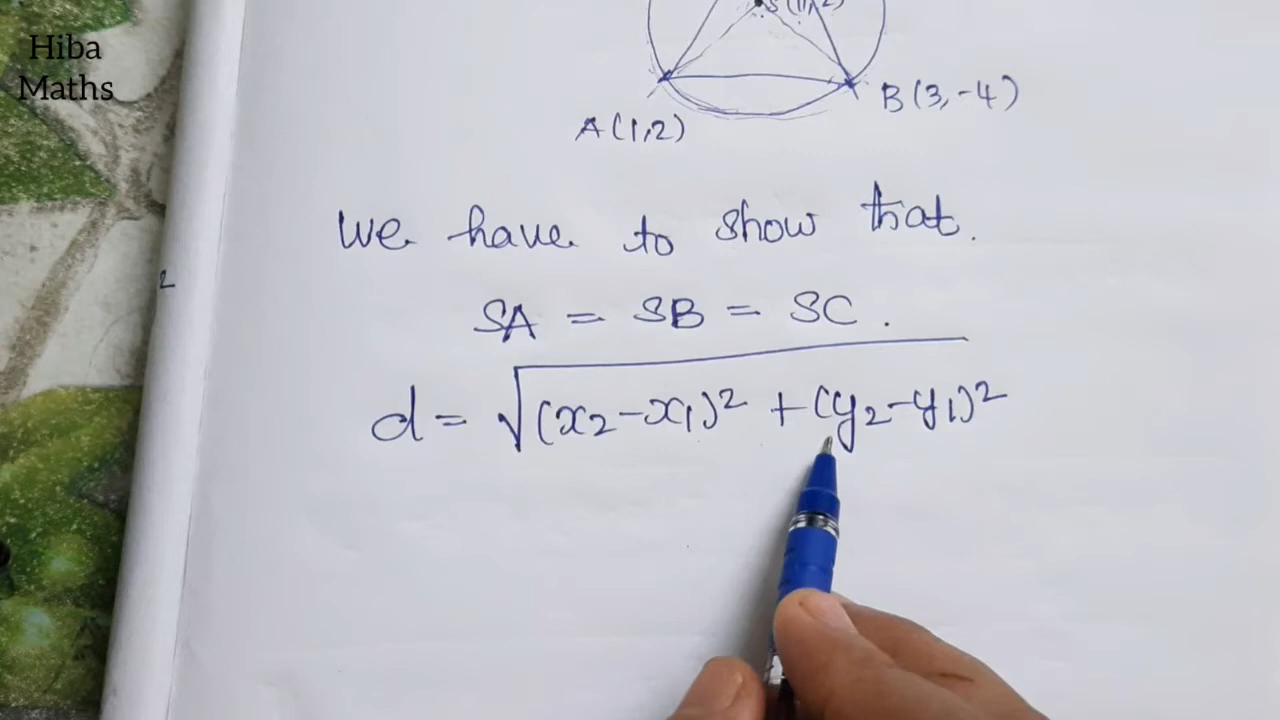 Hiba
Maths
B(3,-4)
A(1,2)
We have to show that.
SA = SB = SC.
d = √(x₂-x₁)² + (y₂-y₁)²
2